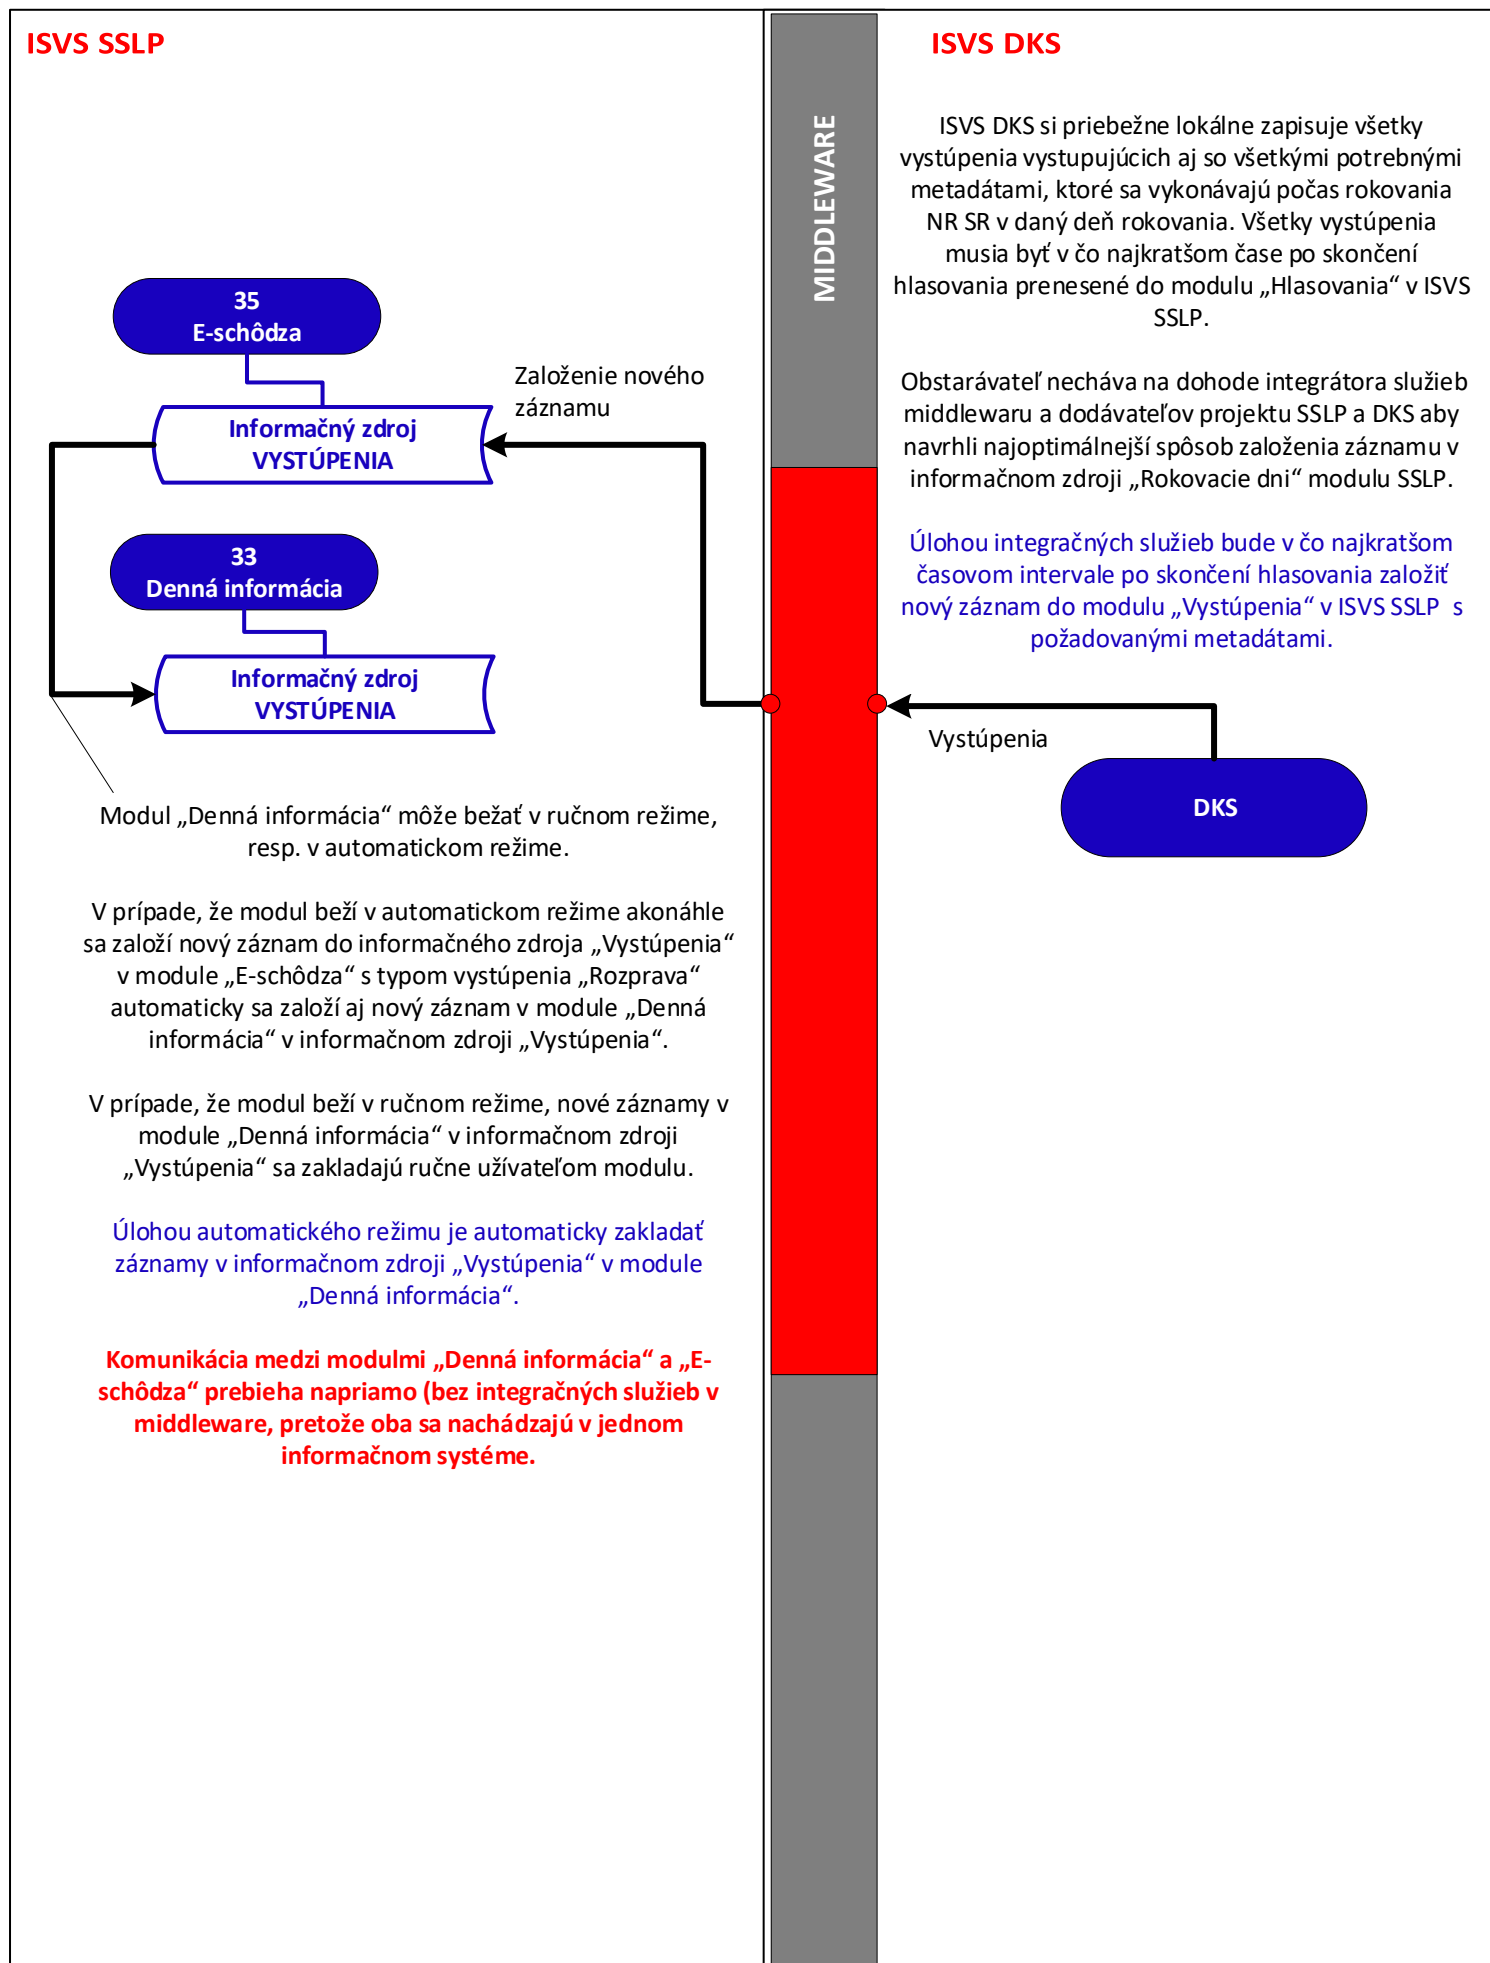 ISVS SSLP
35
E-schôdza
Informačný zdroj
VYSTÚPENIA
Založenie nového
záznamu
33
Denná informácia
Informačný zdroj
VYSTÚPENIA
Modul „Denná informácia“ môže bežať v ručnom režime,
resp. v automatickom režime.
V prípade, že modul beží v automatickom režime akonáhle
sa založí nový záznam do informačného zdroja „Vystúpenia“
v module „E-schôdza“ s typom vystúpenia „Rozprava“
automaticky sa založí aj nový záznam v module „Denná
informácia“ v informačnom zdroji „Vystúpenia“.
V prípade, že modul beží v ručnom režime, nové záznamy v
module „Denná informácia“ v informačnom zdroji
„Vystúpenia“ sa zakladajú ručne užívateľom modulu.
Úlohou automatického režimu je automaticky zakladať
záznamy v informačnom zdroji „Vystúpenia“ v module
„Denná informácia“.
Komunikácia medzi modulmi „Denná informácia“ a „E-
schôdza“ prebieha napriamo (bez integračných služieb v
middleware, pretože oba sa nachádzajú v jednom
informačnom systéme.
MIDDLEWARE
ISVS DKS
ISVS DKS si priebežne lokálne zapisuje všetky
vystúpenia vystupujúcich aj so všetkými potrebnými
metadátami, ktoré sa vykonávajú počas rokovania
NR SR v daný deň rokovania. Všetky vystúpenia
musia byť v čo najkratšom čase po skončení
hlasovania prenesené do modulu „Hlasovania“ v ISVS
SSLP.
Obstarávateľ necháva na dohode integrátora služieb
middlewaru a dodávateľov projektu SSLP a DKS aby
navrhli najoptimálnejší spôsob založenia záznamu v
informačnom zdroji „Rokovacie dni“ modulu SSLP.
Úlohou integračných služieb bude v čo najkratšom
časovom intervale po skončení hlasovania založiť
nový záznam do modulu „Vystúpenia“ v ISVS SSLP s
požadovanými metadátami.
Vystúpenia
DKS